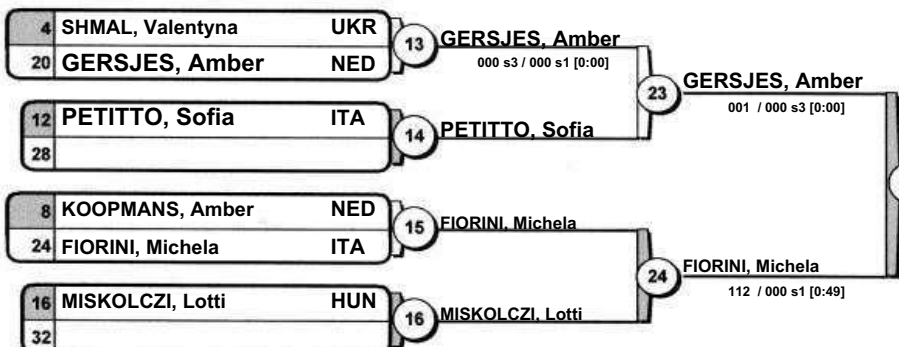 4 SHMAL, Valentyna UKR
20 GERSJES, Amber NED
13 GERSJES, Amber
000 s3 / 000 s1 [0:00]
12 PETITTO, Sofia ITA
28
14 PETITTO, Sofia
23 GERSJES, Amber
001 / 000 s3 [0:00]
8 KOOPMANS, Amber NED
24 FIORINI, Michela ITA
15 FIORINI, Michela
16 MISKOLCZI, Lotti HUN
32
16 MISKOLCZI, Lotti
24 FIORINI, Michela
112 / 000 s1 [0:49]